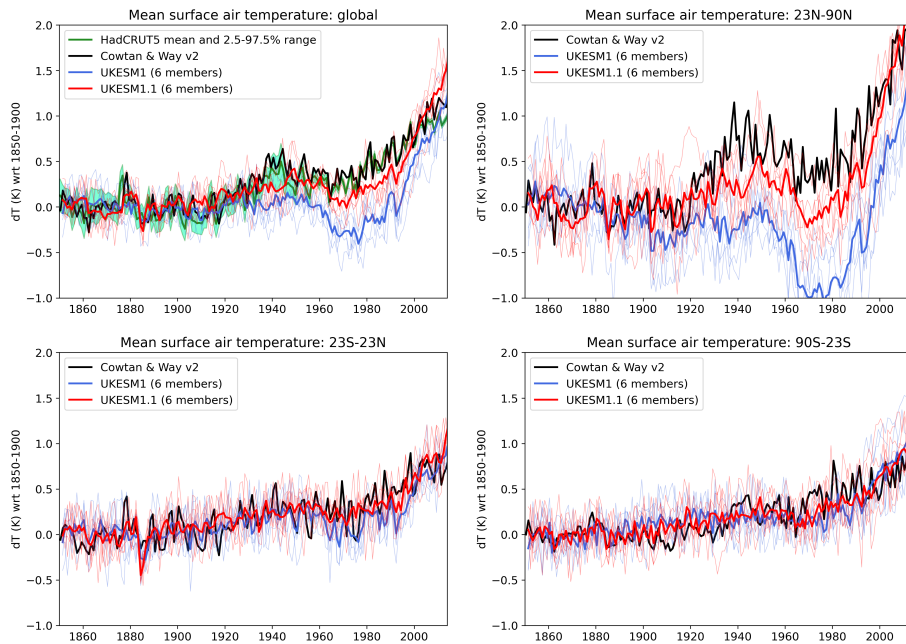 Mean surface air temperature: global
HadCRUT5 mean and 2.5-97.5% range
Cowtan & Way v2
UKESM1 (6 members)
UKESM1.1 (6 members)
dT (K) wrt 1850-1900
2.0
1.5
1.0
0.5
0.0
−0.5
−1.0
1860 1880 1900 1920 1940 1960 1980 2000
Mean surface air temperature: 23N-90N
Cowtan & Way v2
UKESM1 (6 members)
UKESM1.1 (6 members)
dT (K) wrt 1850-1900
2.0
1.5
1.0
0.5
0.0
−0.5
−1.0
1860 1880 1900 1920 1940 1960 1980 2000
Mean surface air temperature: 23S-23N
Cowtan & Way v2
UKESM1 (6 members)
UKESM1.1 (6 members)
dT (K) wrt 1850-1900
2.0
1.5
1.0
0.5
0.0
−0.5
−1.0
1860 1880 1900 1920 1940 1960 1980 2000
Mean surface air temperature: 90S-23S
Cowtan & Way v2
UKESM1 (6 members)
UKESM1.1 (6 members)
dT (K) wrt 1850-1900
2.0
1.5
1.0
0.5
0.0
−0.5
−1.0
1860 1880 1900 1920 1940 1960 1980 2000